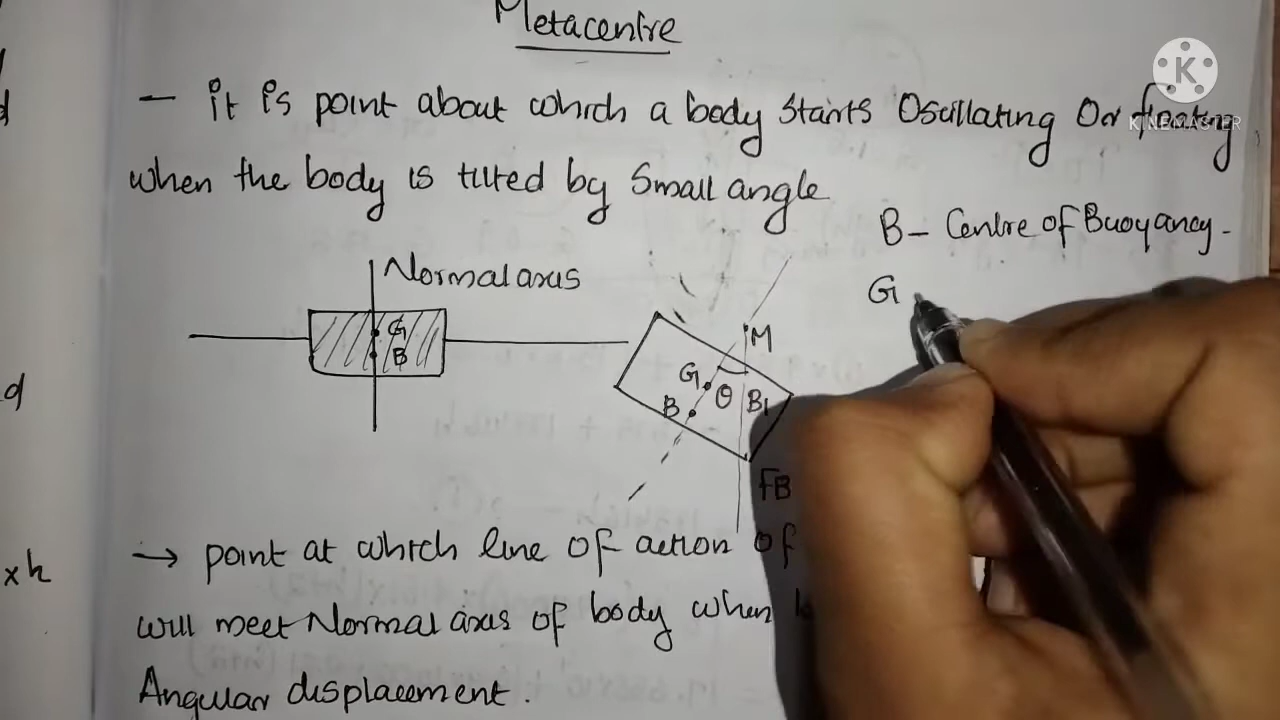 Metacentre
- it is point about which a body starts Oscillating Or floating
when the body is tilted by Small angle
B - Centre of Buoyancy -
G
Normal axis
G
B
M
G
θ
B1
B
FB
→ point at which line of action of
will meet Normal axis of body when
Angular displacement.
d
d
xh
K
KINEMASTER